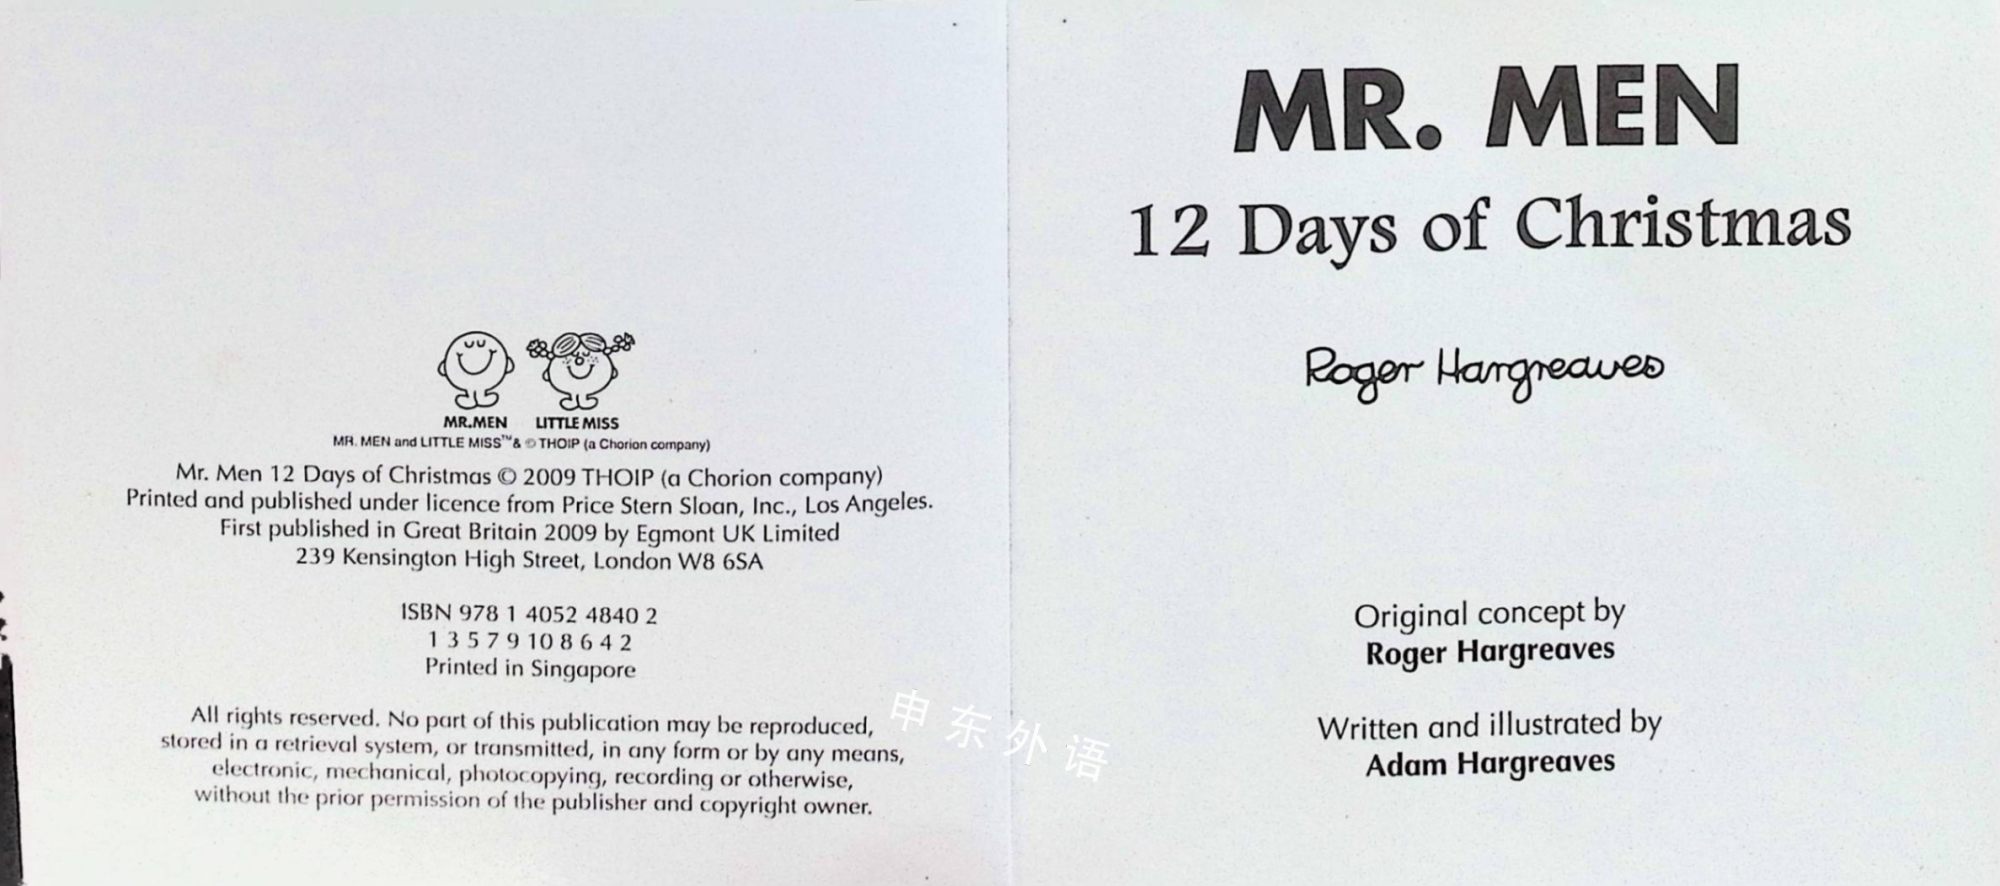 MR.MEN LITTLE MISS
MR. MEN and LITTLE MISS™ & © THOIP (a Chorion company)
Mr. Men 12 Days of Christmas © 2009 THOIP (a Chorion company)
Printed and published under licence from Price Stern Sloan, Inc., Los Angeles.
First published in Great Britain 2009 by Egmont UK Limited
239 Kensington High Street, London W8 6SA
ISBN 978 1 4052 4840 2
1 3 5 7 9 10 8 6 4 2
Printed in Singapore
All rights reserved. No part of this publication may be reproduced,
stored in a retrieval system, or transmitted, in any form or by any means,
electronic, mechanical, photocopying, recording or otherwise,
without the prior permission of the publisher and copyright owner.
MR. MEN
12 Days of Christmas
Roger Hargreaves
Original concept by
Roger Hargreaves
Written and illustrated by
Adam Hargreaves
申东外语